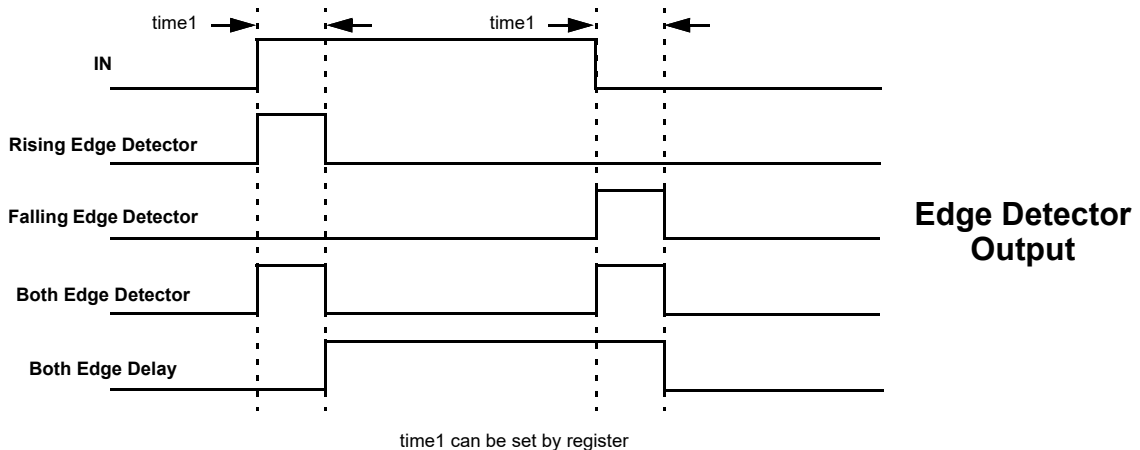 time1
time1
IN
Rising Edge Detector
Falling Edge Detector
Edge Detector
Output
Both Edge Detector
Both Edge Delay
time1 can be set by register